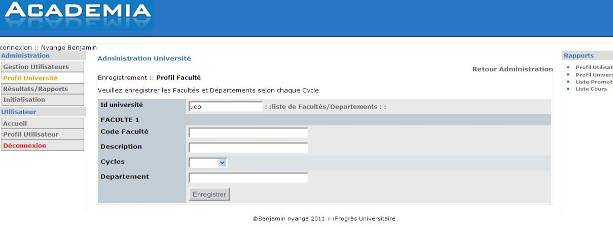 ACADEMIA
connexion :: Nyange Benjamin
Administration
Gestion Utilisateurs
Profil Université
Résultats/Rapports
Initialisation
Utilisateur
Accueil
Profil Utilisateur
Déconnexion
Administration Université
Retour Administration
Enregistrement :: Profil Faculté
Veuillez enregistrer les Facultés et Départements selon chaque Cycle
Id université
: :liste de Facultés/Departements : :
FACULTE 1
Code Faculté
Description
Cycles
Departement
Enregistrer
Rapports
Profil Utilisat
Profil Univer
Liste Promot
Liste Cours
©Benjamin nyange 2011 :: iProgrès Universitaire